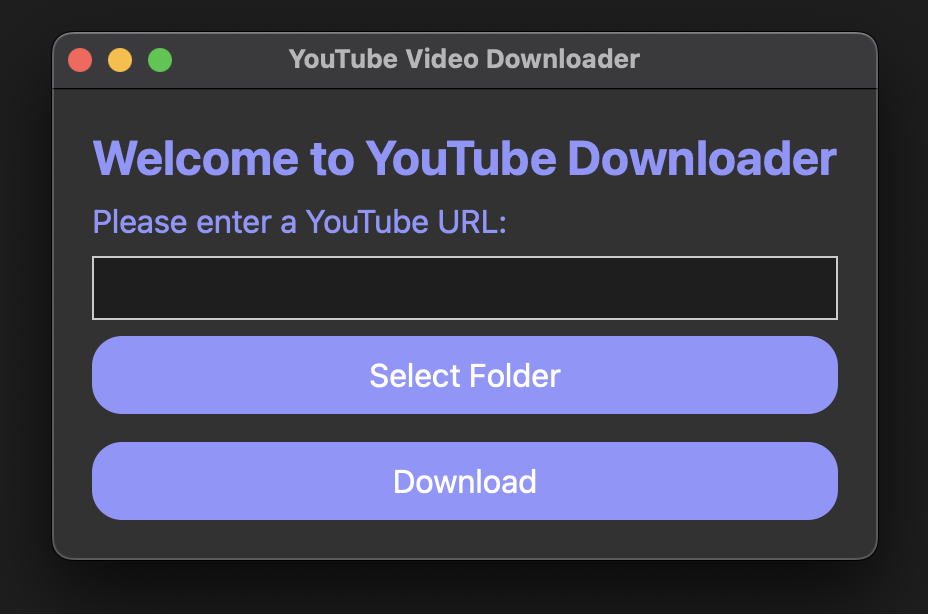 YouTube Video Downloader
Welcome to YouTube Downloader
Please enter a YouTube URL:
Select Folder
Download